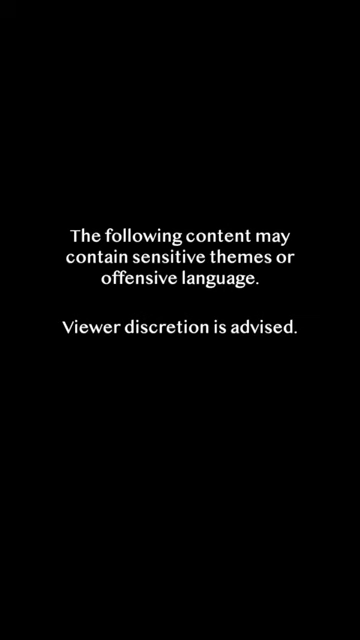 The following content may
contain sensitive themes or
offensive language.
Viewer discretion is advised.